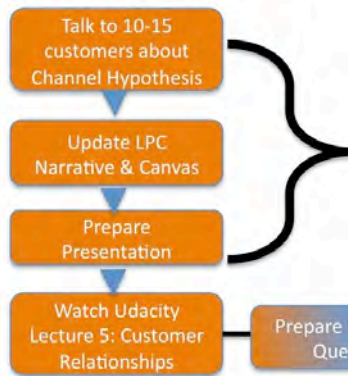 Talk to 10-15
customers about
Channel Hypothesis
Update LPC
Narrative & Canvas
Prepare
Presentation
Watch Udacity
Lecture 5: Customer
Relationships
Prepare